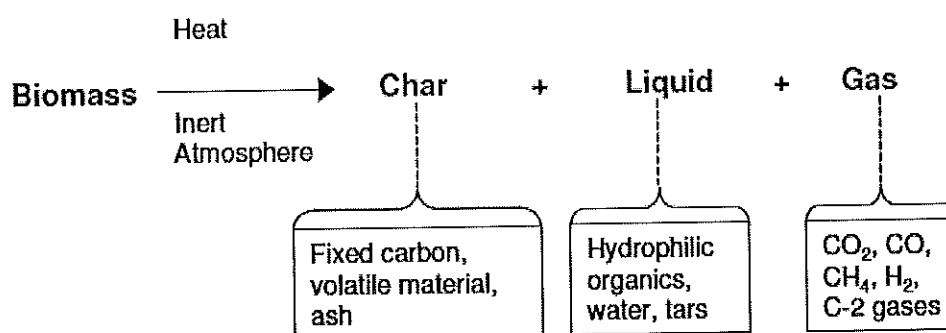 Heat
Biomass
Char + Liquid + Gas
Inert
Atmosphere
Fixed carbon,
volatile material,
ash
Hydrophilic
organics,
water, tars
CO₂, CO,
CH₄, H₂,
C-2 gases